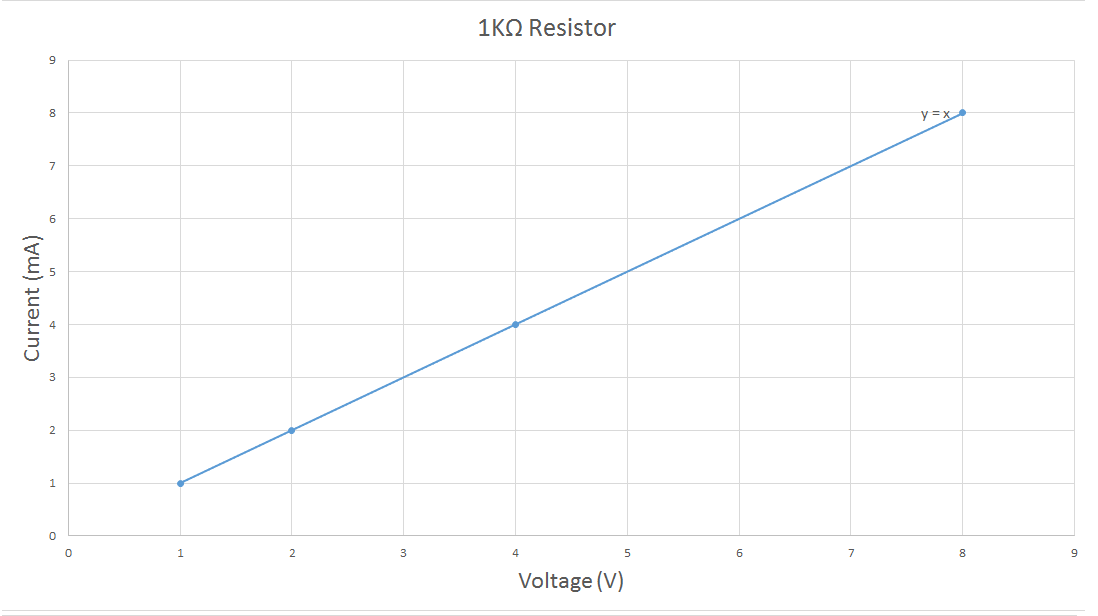 1KΩ Resistor
9
8
7
6
5
4
3
2
1
0
y = x
Current (mA)
0 1 2 3 4 5 6 7 8 9
Voltage (V)